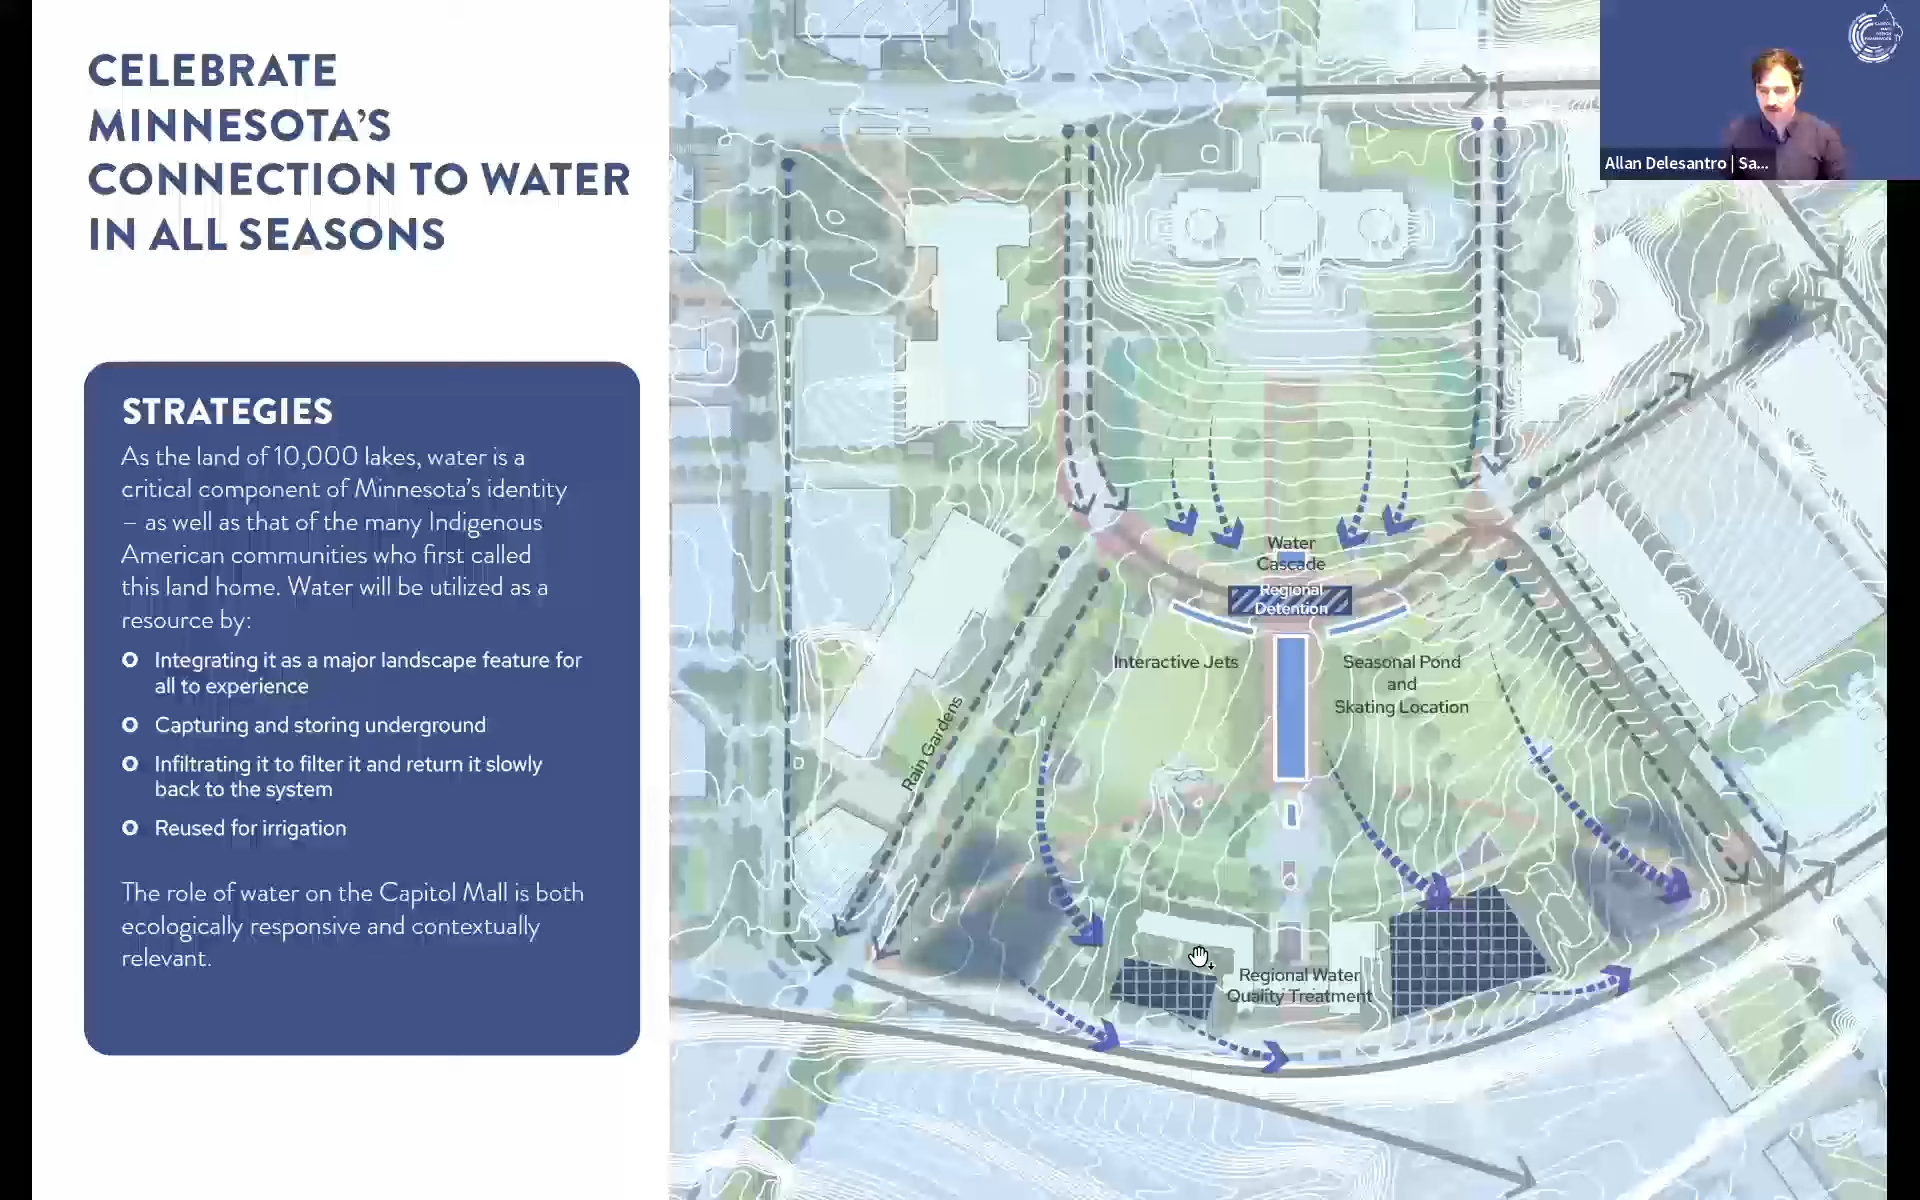 CELEBRATE
MINNESOTA'S
CONNECTION TO WATER
IN ALL SEASONS
STRATEGIES
As the land of 10,000 lakes, water is a
critical component of Minnesota's identity
– as well as that of the many Indigenous
American communities who first called
this land home. Water will be utilized as a
resource by:
Integrating it as a major landscape feature for
all to experience
Capturing and storing underground
Infiltrating it to filter it and return it slowly
back to the system
Reused for irrigation
The role of water on the Capitol Mall is both
ecologically responsive and contextually
relevant.
Water
Cascade
Regional
Detention
Interactive Jets
Seasonal Pond
and
Skating Location
Rain Gardens
Regional Water
Quality Treatment
Allan Delesantro | Sa...